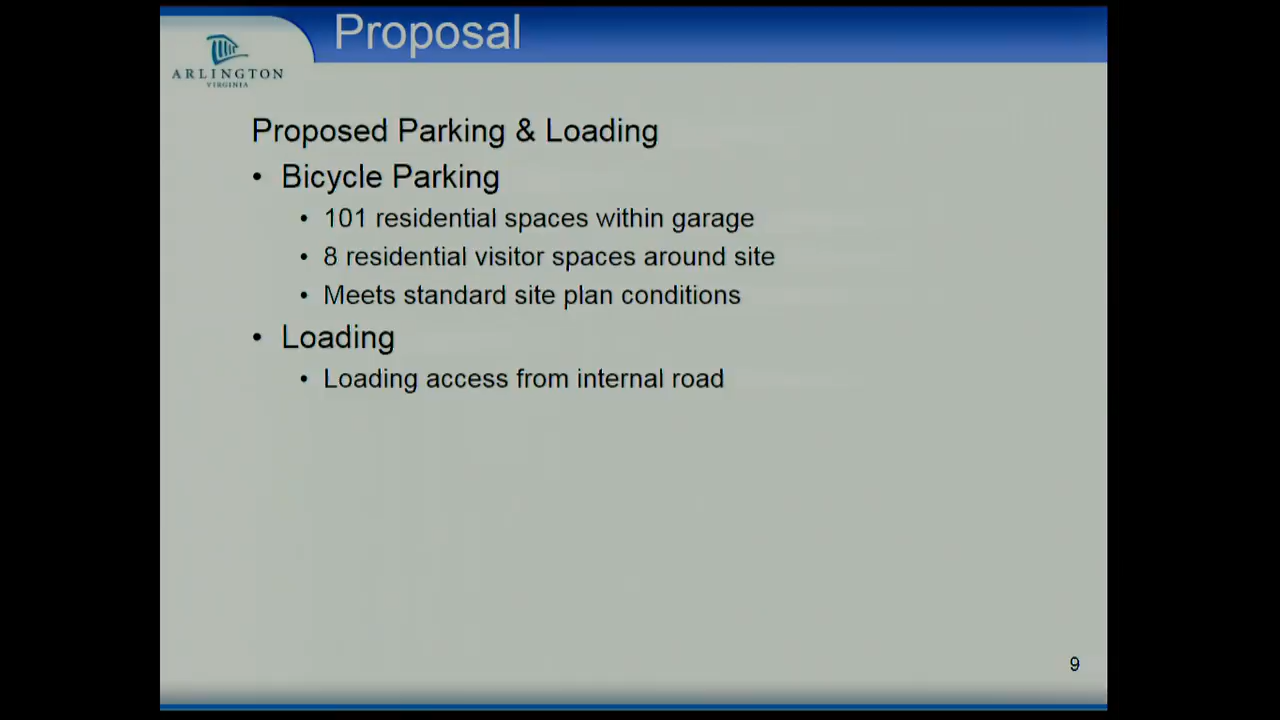 Proposal
ARLINGTON
VIRGINIA
Proposed Parking & Loading
• Bicycle Parking
• 101 residential spaces within garage
• 8 residential visitor spaces around site
• Meets standard site plan conditions
• Loading
• Loading access from internal road
9